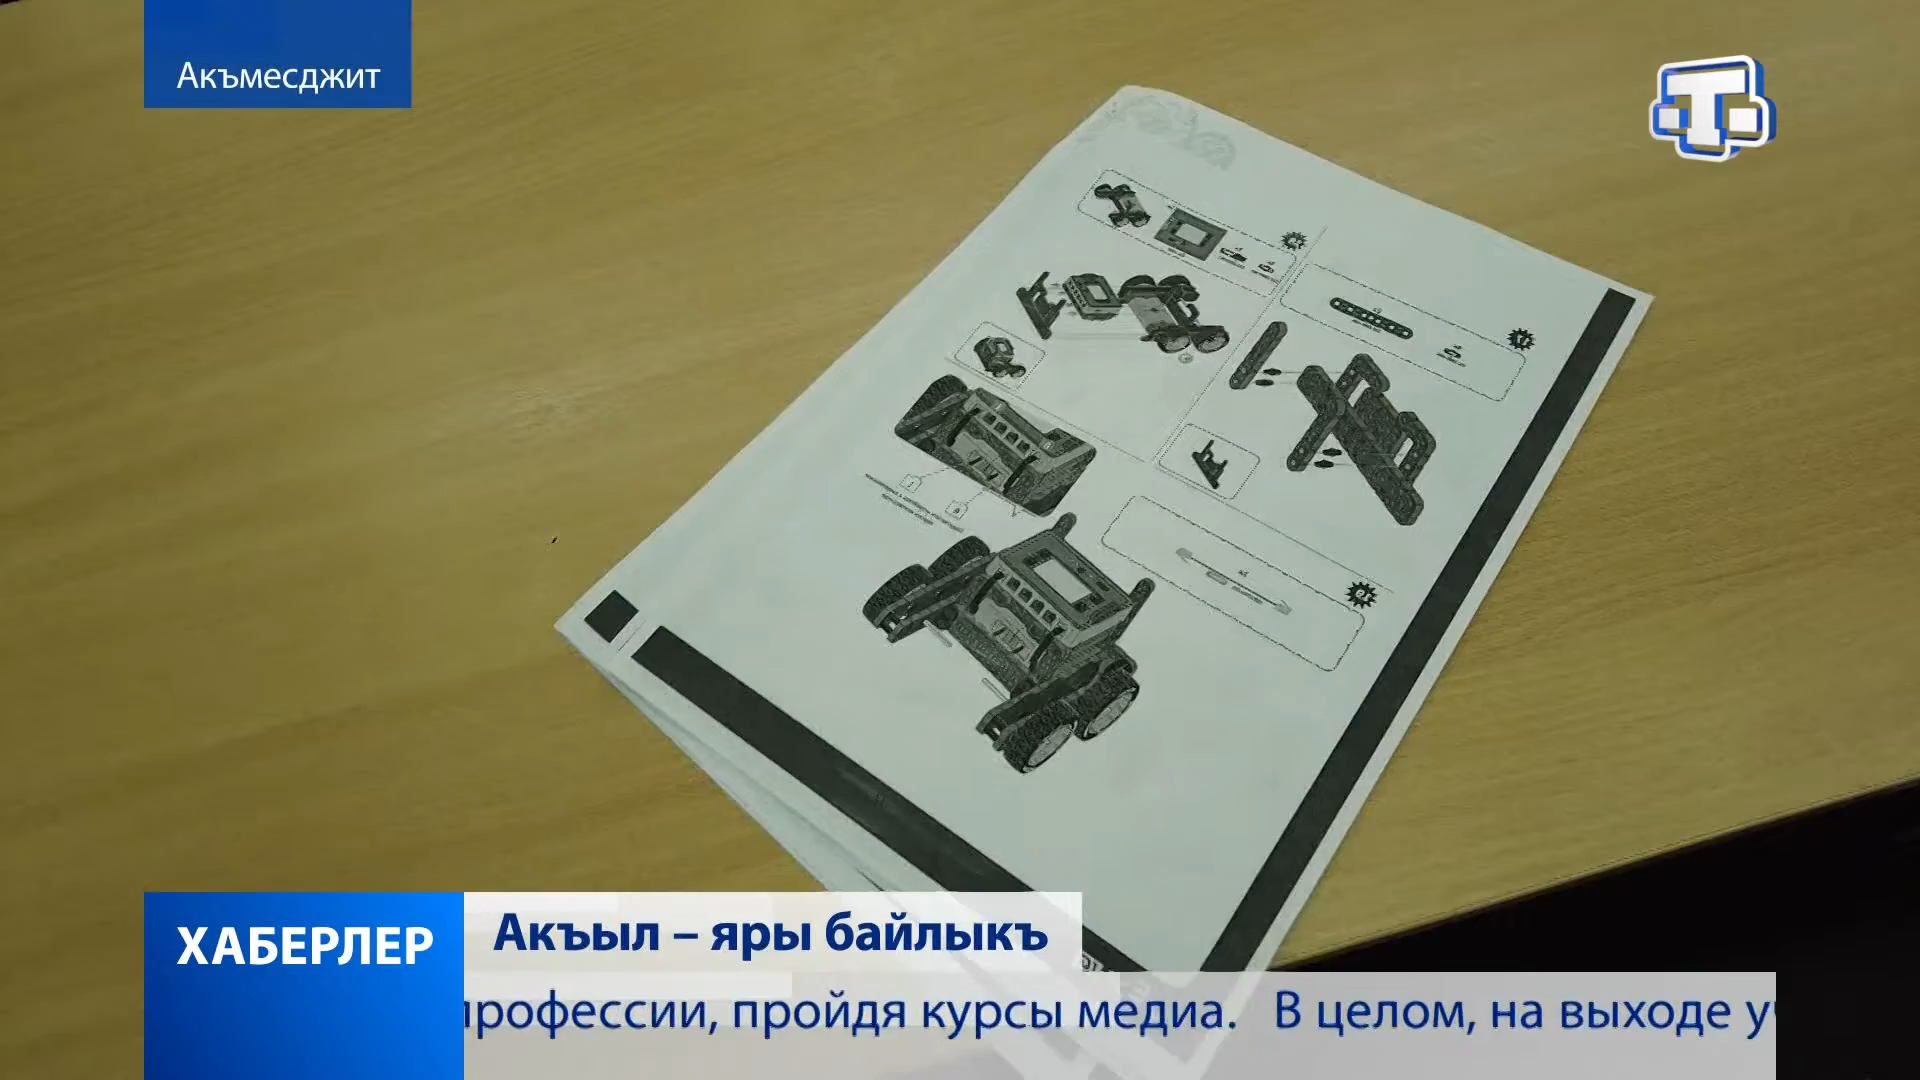 Акъмесджит
Т
ХАБЕРЛЕР
Акъыл – яры байлыкъ
профессии, пройдя курсы медиа. В целом, на выходе